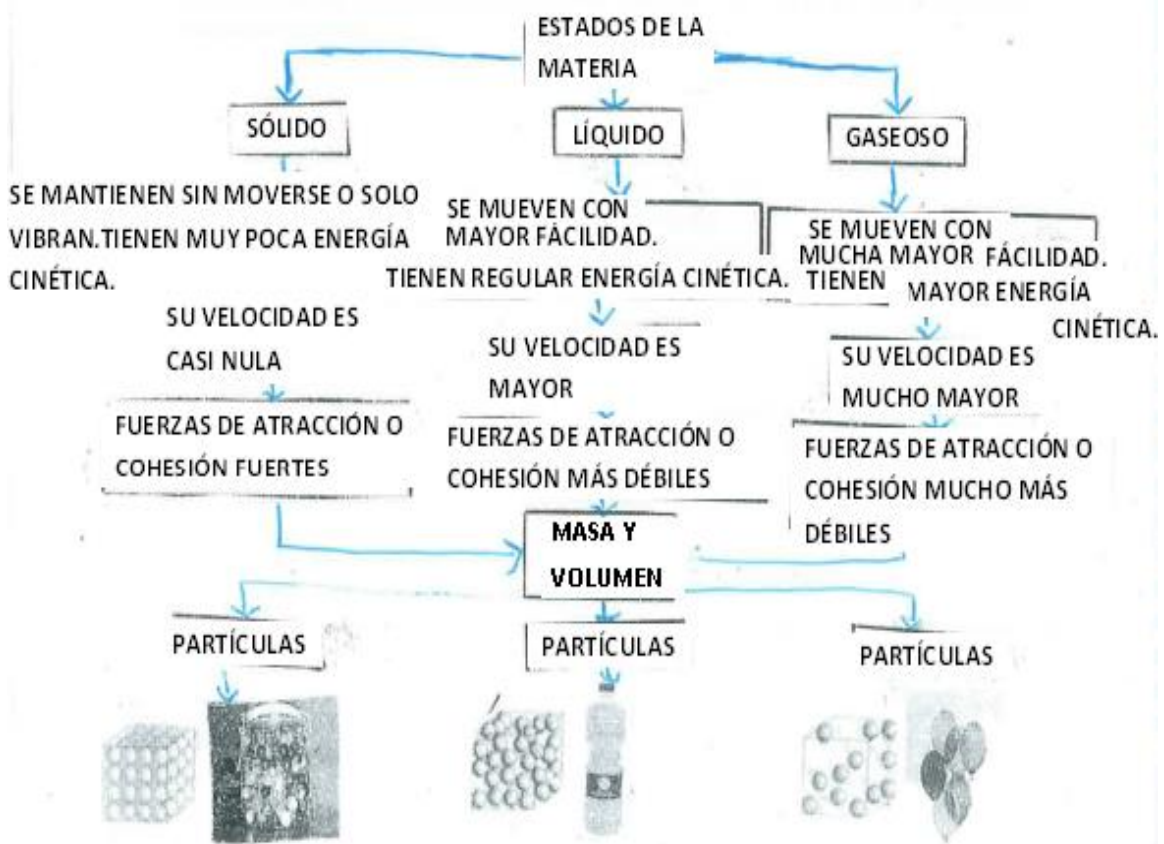 ESTADOS DE LA
MATERIA
SÓLIDO
LÍQUIDO
GASEOSO
SE MANTIENEN SIN MOVERSE O SOLO
VIBRAN.TIENEN MUY POCA ENERGÍA
CINÉTICA.
SE MUEVEN CON
MAYOR FÁCILIDAD.
TIENEN REGULAR ENERGÍA CINÉTICA.
SE MUEVEN CON
MUCHA MAYOR FÁCILIDAD.
TIENEN MAYOR ENERGÍA
CINÉTICA.
SU VELOCIDAD ES
CASI NULA
SU VELOCIDAD ES
MAYOR
SU VELOCIDAD ES
MUCHO MAYOR
FUERZAS DE ATRACCIÓN O
COHESIÓN FUERTES
FUERZAS DE ATRACCIÓN O
COHESIÓN MÁS DÉBILES
FUERZAS DE ATRACCIÓN O
COHESIÓN MUCHO MÁS
DÉBILES
MASA Y
VOLUMEN
PARTÍCULAS
PARTÍCULAS
PARTÍCULAS